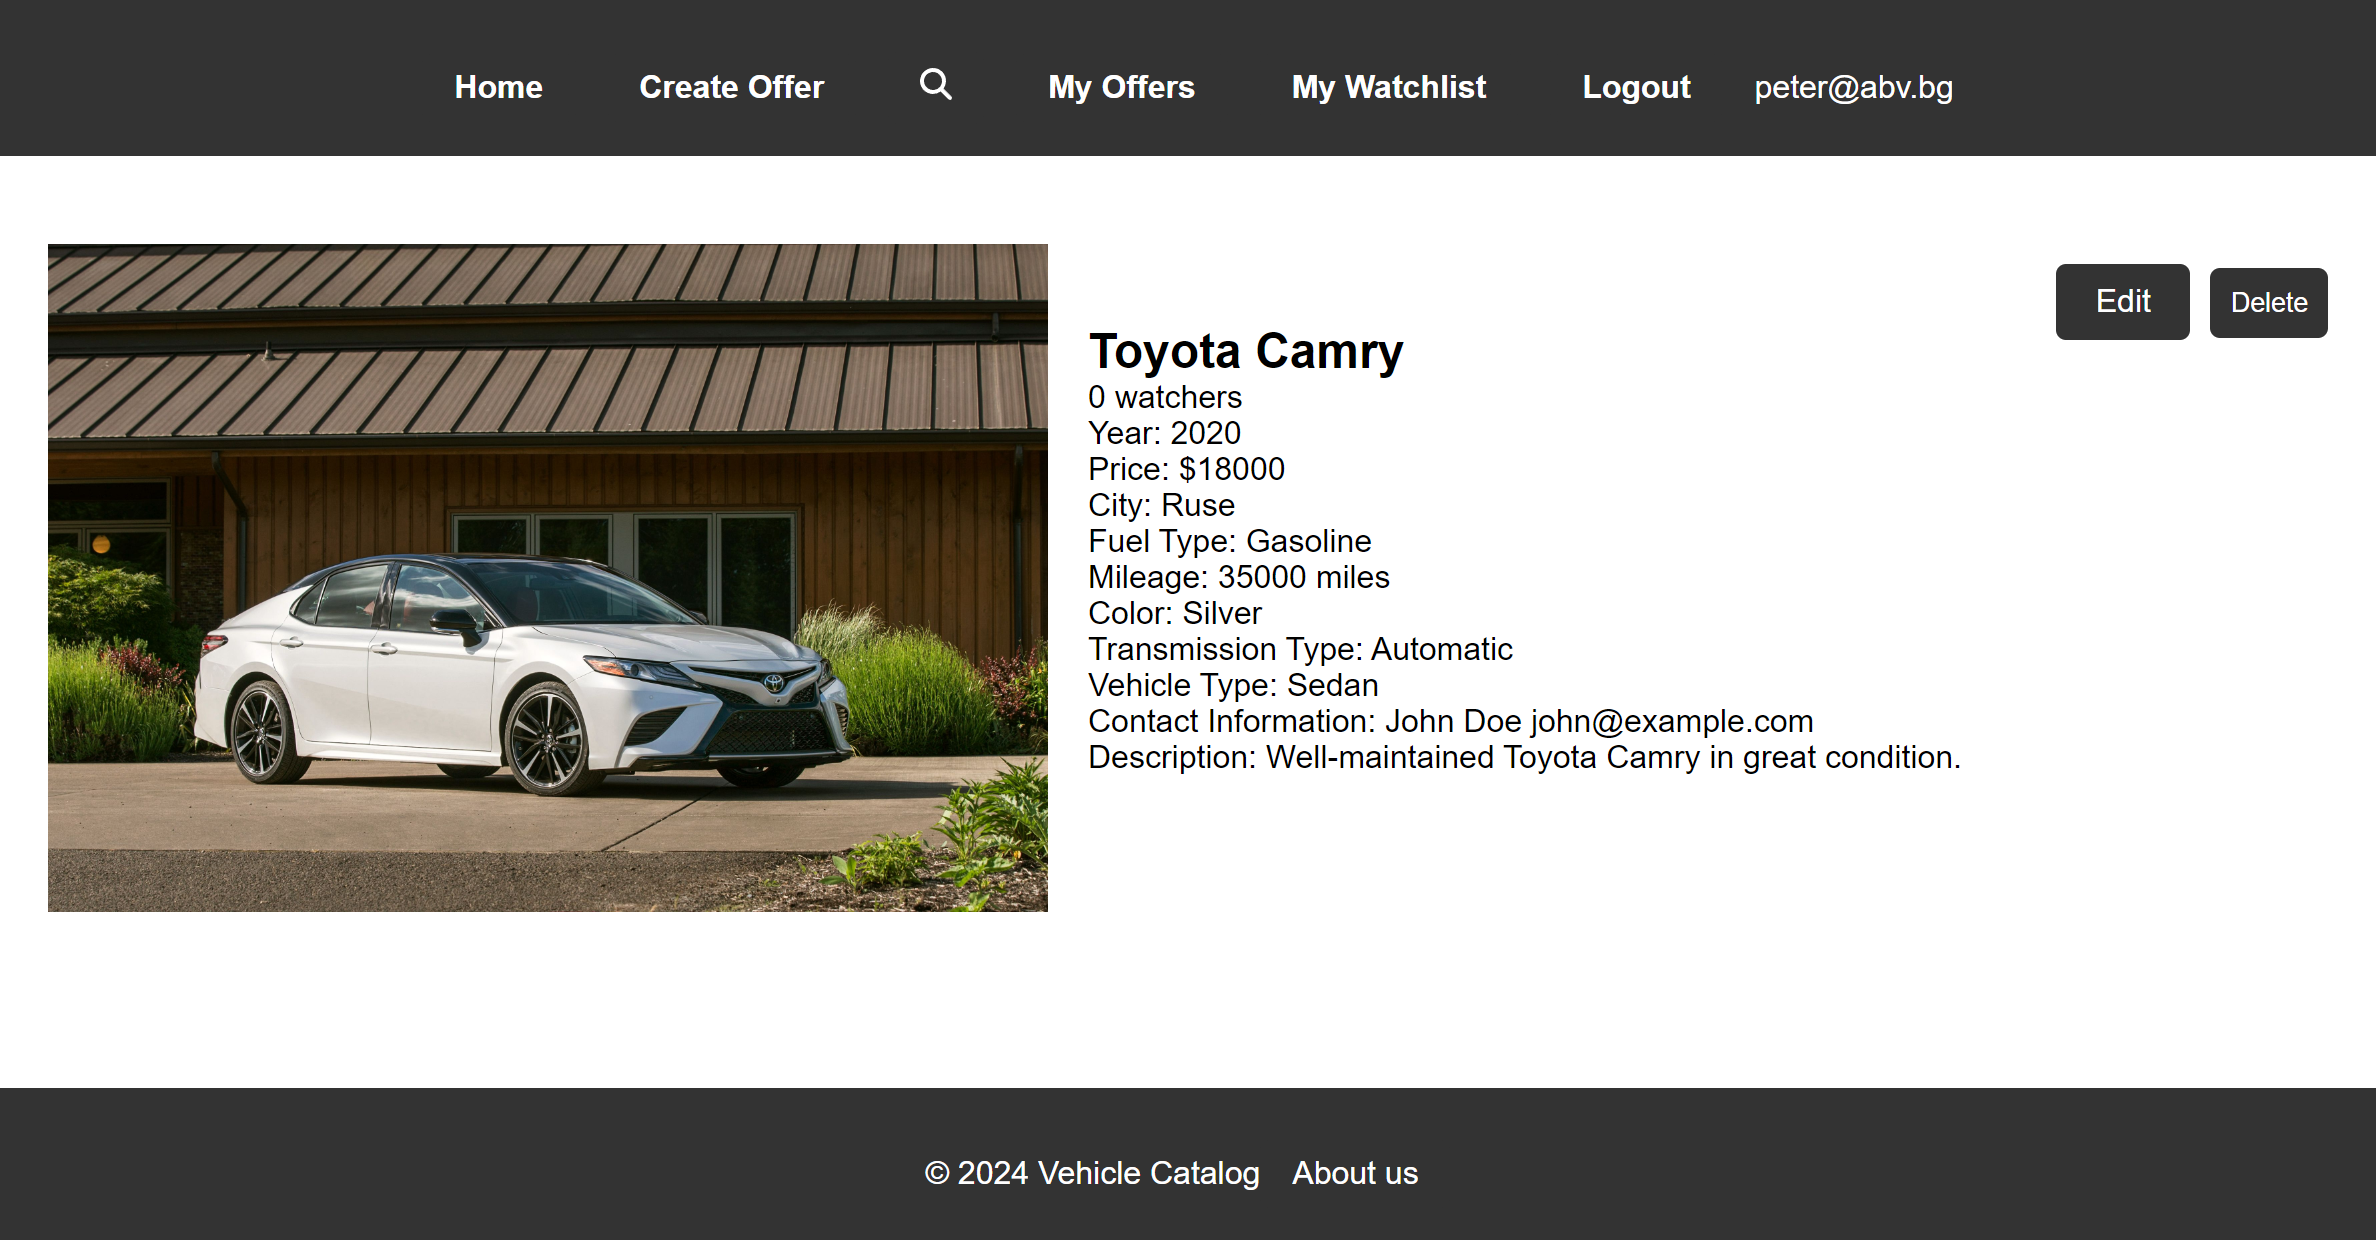 Home Create Offer My Offers My Watchlist Logout peter@abv.bg
Edit Delete
Toyota Camry
0 watchers
Year: 2020
Price: $18000
City: Ruse
Fuel Type: Gasoline
Mileage: 35000 miles
Color: Silver
Transmission Type: Automatic
Vehicle Type: Sedan
Contact Information: John Doe john@example.com
Description: Well-maintained Toyota Camry in great condition.
© 2024 Vehicle Catalog About us